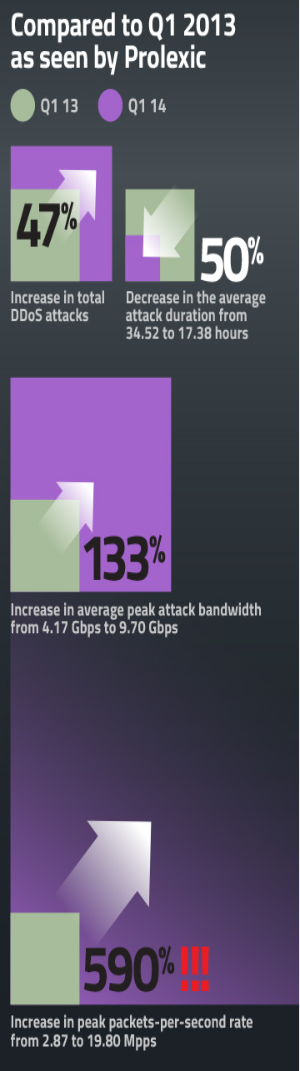 Compared to Q1 2013
as seen by Prolexic
Q1 13
Q1 14
47%
Increase in total
DDoS attacks
50%
Decrease in the average
attack duration from
34.52 to 17.38 hours
133%
Increase in average peak attack bandwidth
from 4.17 Gbps to 9.70 Gbps
590% !!!
Increase in peak packets-per-second rate
from 2.87 to 19.80 Mpps